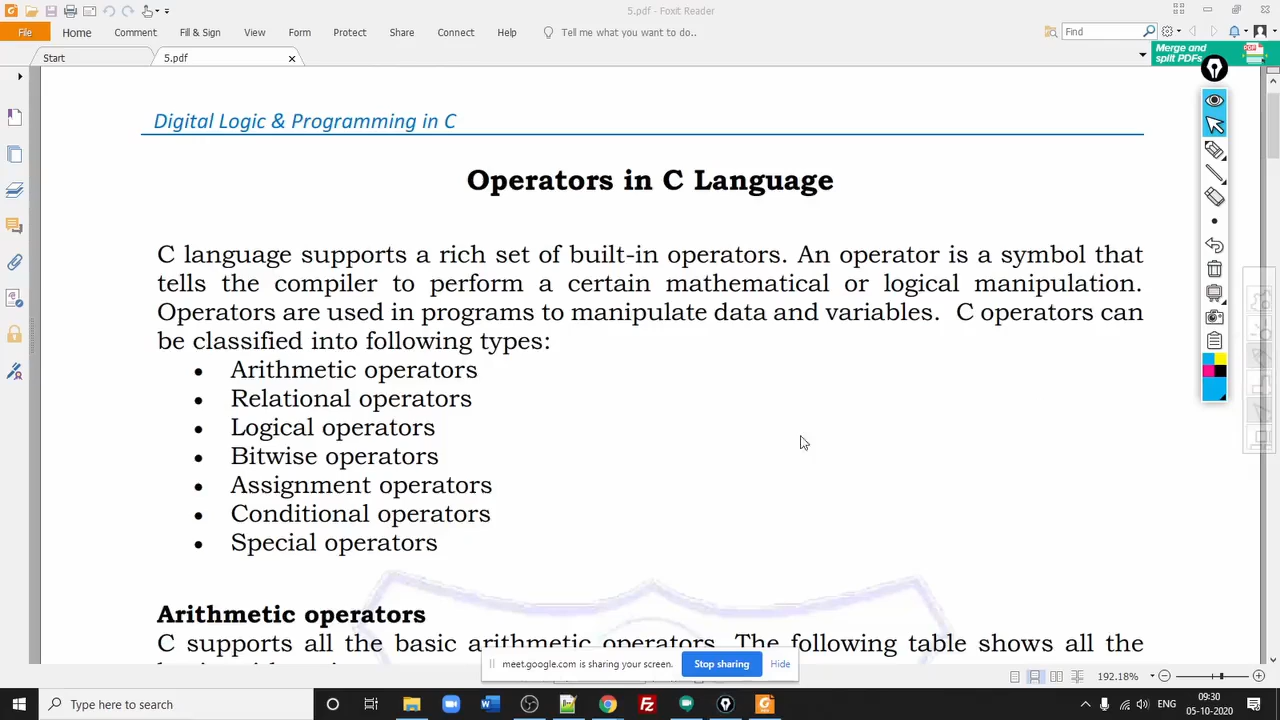 5.pdf - Foxit Reader
File Home Comment Fill & Sign View Form Protect Share Connect Help Tell me what you want to do.. Find
Start 5.pdf
Merge and
split PDFs
Digital Logic & Programming in C
Operators in C Language
C language supports a rich set of built-in operators. An operator is a symbol that
tells the compiler to perform a certain mathematical or logical manipulation.
Operators are used in programs to manipulate data and variables. C operators can
be classified into following types:
• Arithmetic operators
• Relational operators
• Logical operators
• Bitwise operators
• Assignment operators
• Conditional operators
• Special operators
Arithmetic operators
C supports all the basic arithmetic operators. The following table shows all the
meet.google.com is sharing your screen. Stop sharing Hide
192.18%
Type here to search
ENG
09:30
05-10-2020